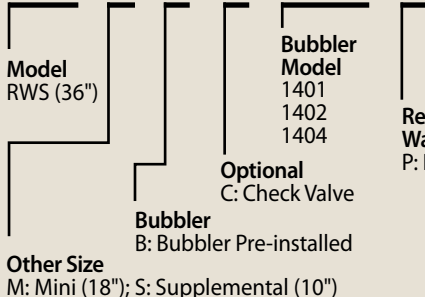 Model
RWS (36")
Other Size
M: Mini (18"); S: Supplemental (10")
Bubbler
B: Bubbler Pre-installed
Optional
C: Check Valve
Bubbler
Model
1401
1402
1404
P: